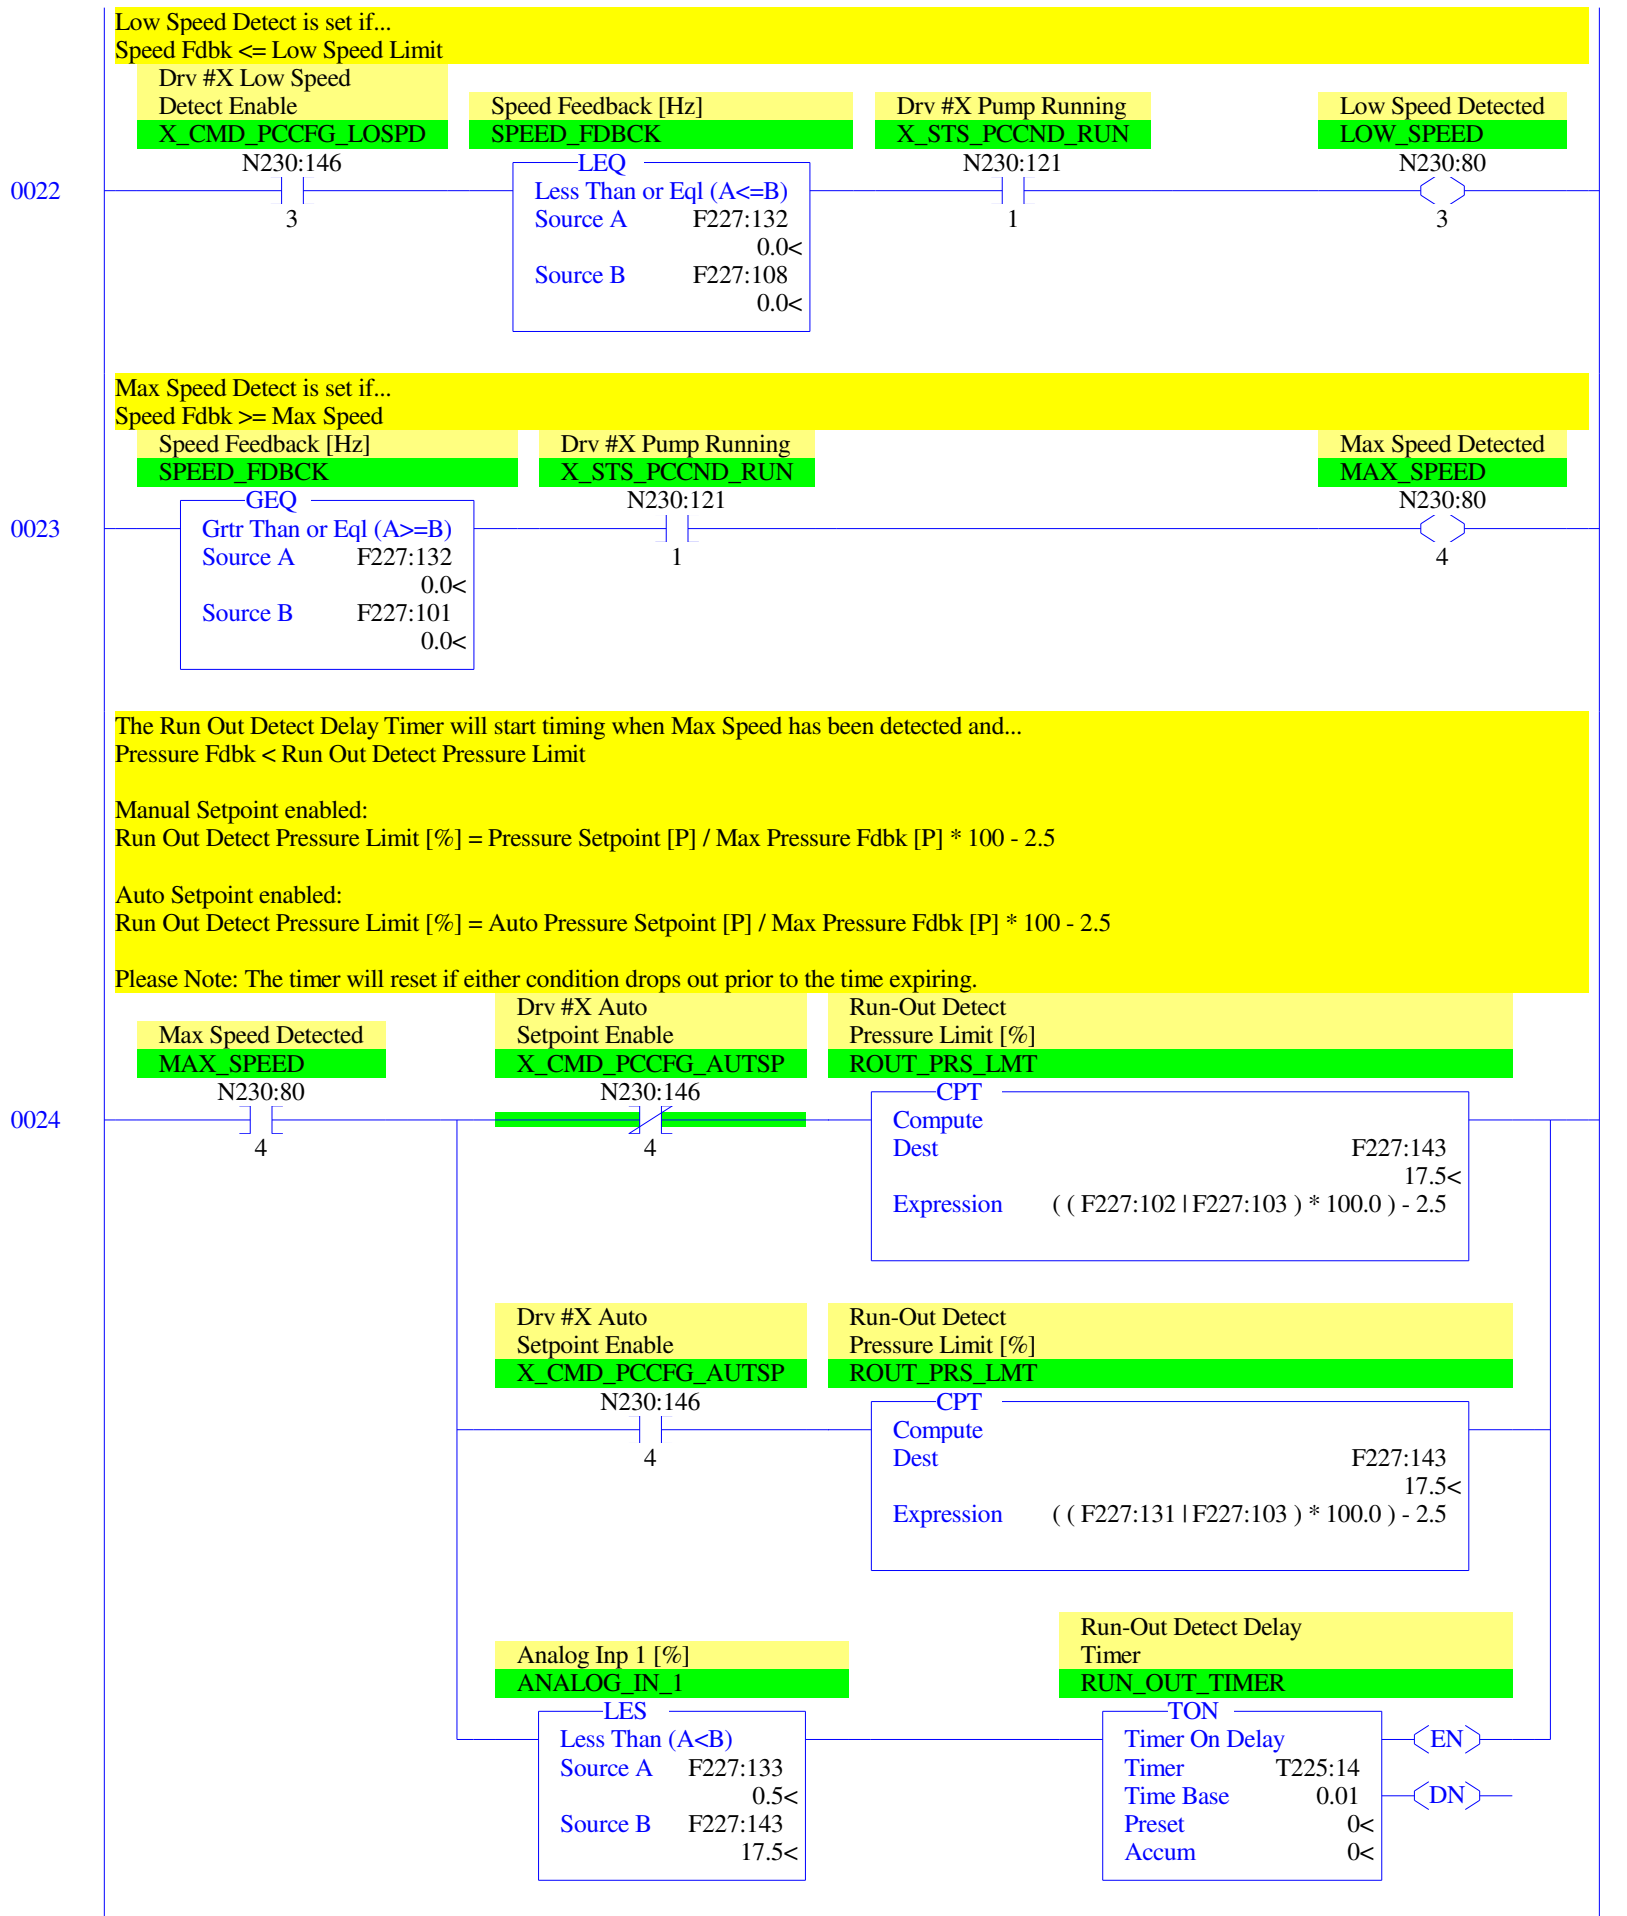 Low Speed Detect is set if...
Speed Fdbk <= Low Speed Limit
Drv #X Low Speed
Detect Enable
X_CMD_PCCFG_LOSPD
N230:146
3
Speed Feedback [Hz]
SPEED_FDBCK
LEQ
Less Than or Eql (A<=B)
Source A F227:132
0.0<
Source B F227:108
0.0<
Drv #X Pump Running
X_STS_PCCND_RUN
N230:121
1
Low Speed Detected
LOW_SPEED
N230:80
3
0022
Max Speed Detect is set if...
Speed Fdbk >= Max Speed
Speed Feedback [Hz]
SPEED_FDBCK
GEQ
Grtr Than or Eql (A>=B)
Source A F227:132
0.0<
Source B F227:101
0.0<
Drv #X Pump Running
X_STS_PCCND_RUN
N230:121
1
Max Speed Detected
MAX_SPEED
N230:80
4
0023
The Run Out Detect Delay Timer will start timing when Max Speed has been detected and...
Pressure Fdbk < Run Out Detect Pressure Limit
Manual Setpoint enabled:
Run Out Detect Pressure Limit [%] = Pressure Setpoint [P] / Max Pressure Fdbk [P] * 100 - 2.5
Auto Setpoint enabled:
Run Out Detect Pressure Limit [%] = Auto Pressure Setpoint [P] / Max Pressure Fdbk [P] * 100 - 2.5
Please Note: The timer will reset if either condition drops out prior to the time expiring.
Max Speed Detected
MAX_SPEED
N230:80
4
0024
Drv #X Auto
Setpoint Enable
X_CMD_PCCFG_AUTSP
N230:146
4
Run-Out Detect
Pressure Limit [%]
ROUT_PRS_LMT
CPT
Compute
Dest F227:143
17.5<
Expression ( ( F227:102 | F227:103 ) * 100.0 ) - 2.5
Drv #X Auto
Setpoint Enable
X_CMD_PCCFG_AUTSP
N230:146
4
Run-Out Detect
Pressure Limit [%]
ROUT_PRS_LMT
CPT
Compute
Dest F227:143
17.5<
Expression ( ( F227:131 | F227:103 ) * 100.0 ) - 2.5
Analog Inp 1 [%]
ANALOG_IN_1
LES
Less Than (A<B)
Source A F227:133
0.5<
Source B F227:143
17.5<
Run-Out Detect Delay
Timer
RUN_OUT_TIMER
TON
Timer On Delay
Timer T225:14
Time Base 0.01
Preset 0<
Accum 0<
EN
DN